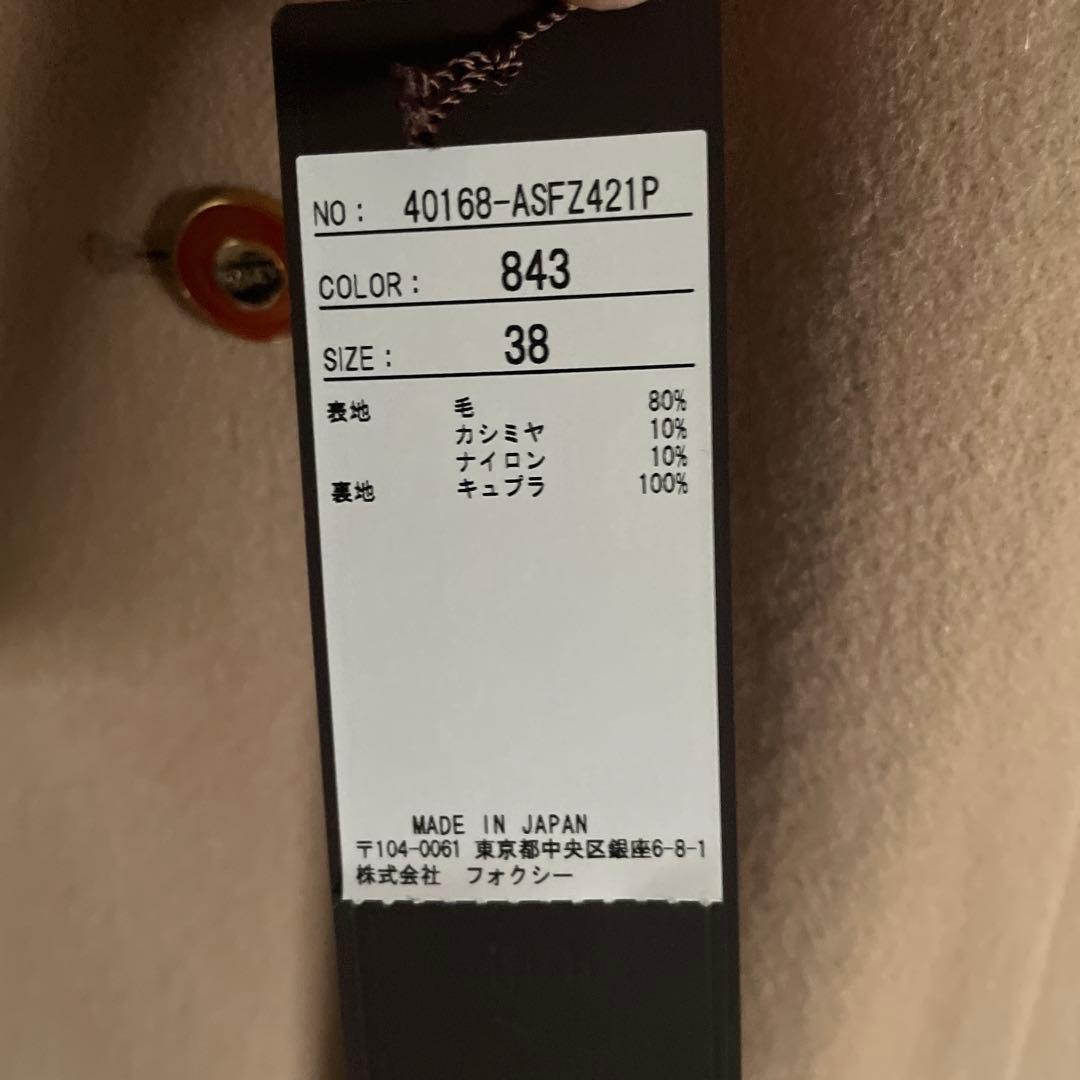 NO: 40168-ASFZ421P
COLOR: 843
SIZE: 38
表地 毛 80%
カシミヤ 10%
ナイロン 10%
裏地 キュプラ 100%
MADE IN JAPAN
〒104-0061 東京都中央区銀座6-8-1
株式会社 フォクシー